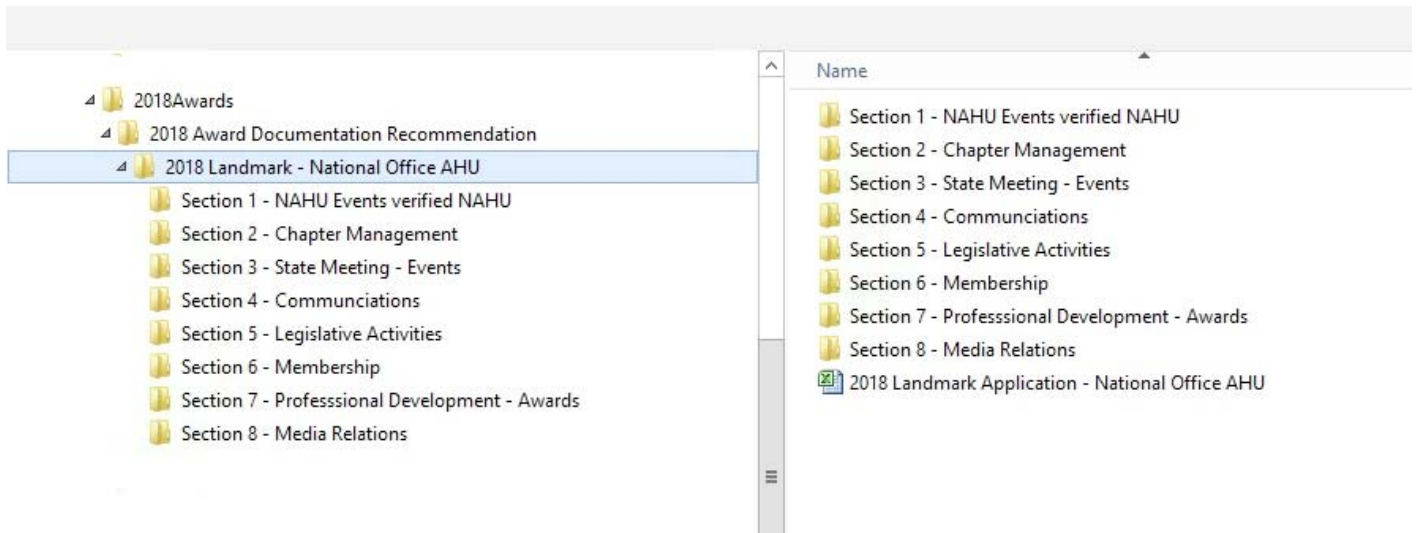 2018Awards
2018 Award Documentation Recommendation
2018 Landmark - National Office AHU
Section 1 - NAHU Events verified NAHU
Section 2 - Chapter Management
Section 3 - State Meeting - Events
Section 4 - Communciations
Section 5 - Legislative Activities
Section 6 - Membership
Section 7 - Professsional Development - Awards
Section 8 - Media Relations
Name
Section 1 - NAHU Events verified NAHU
Section 2 - Chapter Management
Section 3 - State Meeting - Events
Section 4 - Communciations
Section 5 - Legislative Activities
Section 6 - Membership
Section 7 - Professsional Development - Awards
Section 8 - Media Relations
2018 Landmark Application - National Office AHU